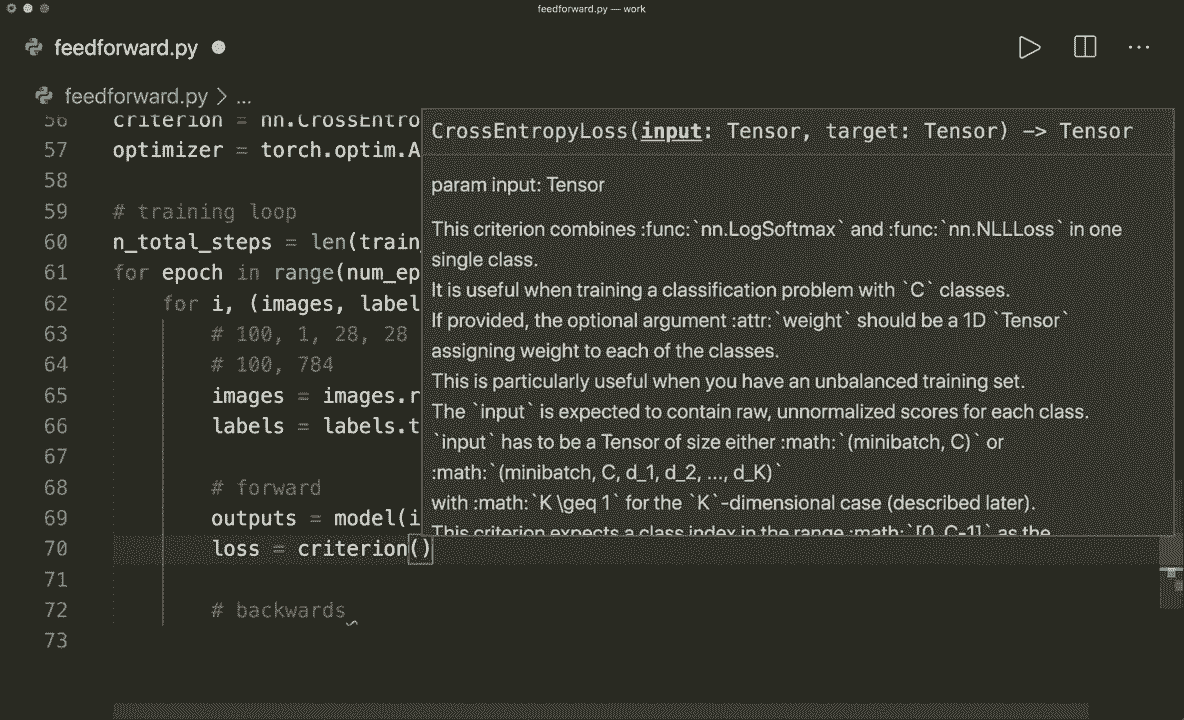 feedforward.py — work
feedforward.py
feedforward.py > ...
56 criterion = nn.CrossEntro
57 optimizer = torch.optim.A
58
59 # training loop
60 n_total_steps = len(train
61 for epoch in range(num_ep
62 for i, (images, label
63 # 100, 1, 28, 28
64 # 100, 784
65 images = images.r
66 labels = labels.t
67
68 # forward
69 outputs = model(i
70 loss = criterion()
71
72 # backwards
73
CrossEntropyLoss(input: Tensor, target: Tensor) -> Tensor
param input: Tensor
This criterion combines :func:`nn.LogSoftmax` and :func:`nn.NLLLoss` in one
single class.
It is useful when training a classification problem with `C` classes.
If provided, the optional argument :attr:`weight` should be a 1D `Tensor`
assigning weight to each of the classes.
This is particularly useful when you have an unbalanced training set.
The `input` is expected to contain raw, unnormalized scores for each class.
`input` has to be a Tensor of size either :math:`(minibatch, C)` or
:math:`(minibatch, C, d_1, d_2, ..., d_K)`
with :math:`K \geq 1` for the `K`-dimensional case (described later).
This criterion expects a class index in the range :math:`[0, C-1]` as the